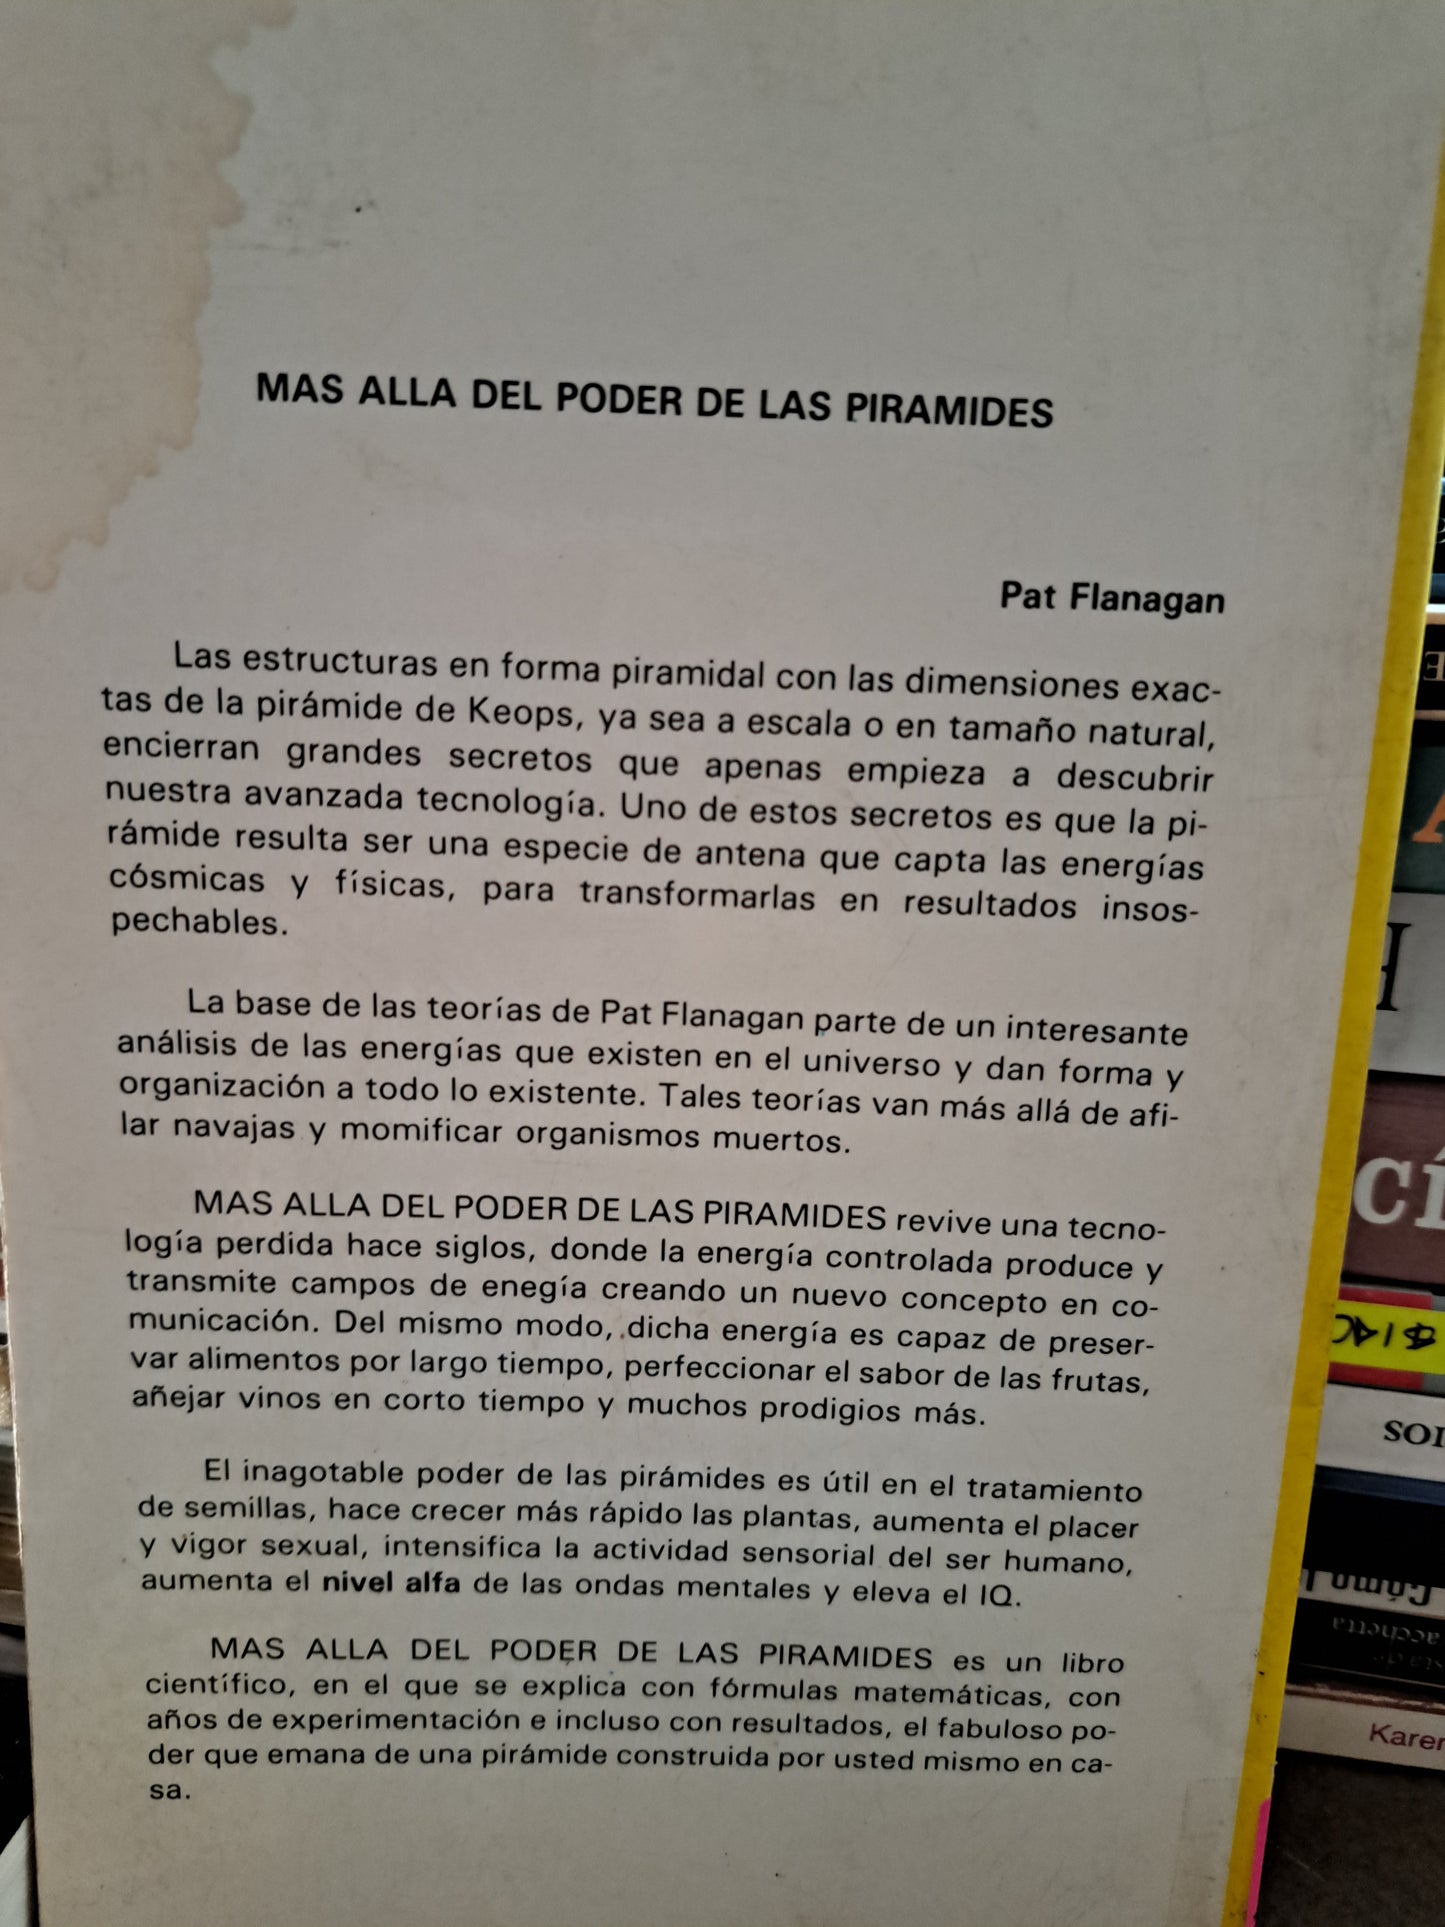 MAS ALLA DEL PODER DE LAS PIRAMIDES
Pat Flanagan
Las estructuras en forma piramidal con las dimensiones exac-
tas de la pirámide de Keops, ya sea a escala o en tamaño natural,
encierran grandes secretos que apenas empieza a descubrir
nuestra avanzada tecnología. Uno de estos secretos es que la pi-
rámide resulta ser una especie de antena que capta las energías
cósmicas y físicas, para transformarlas en resultados insos-
pechables.
La base de las teorías de Pat Flanagan parte de un interesante
análisis de las energías que existen en el universo y dan forma y
organización a todo lo existente. Tales teorías van más allá de afi-
lar navajas y momificar organismos muertos.
MAS ALLA DEL PODER DE LAS PIRAMIDES revive una tecno-
logía perdida hace siglos, donde la energía controlada produce y
transmite campos de enegía creando un nuevo concepto en co-
municación. Del mismo modo, dicha energía es capaz de preser-
var alimentos por largo tiempo, perfeccionar el sabor de las frutas,
añejar vinos en corto tiempo y muchos prodigios más.
El inagotable poder de las pirámides es útil en el tratamiento
de semillas, hace crecer más rápido las plantas, aumenta el placer
y vigor sexual, intensifica la actividad sensorial del ser humano,
aumenta el nivel alfa de las ondas mentales y eleva el IQ.
MAS ALLA DEL PODER DE LAS PIRAMIDES es un libro
científico, en el que se explica con fórmulas matemáticas, con
años de experimentación e incluso con resultados, el fabuloso po-
der que emana de una pirámide construida por usted mismo en ca-
sa.
H
CÍ
$140
SOI
Cómo l
acchetta
Karen